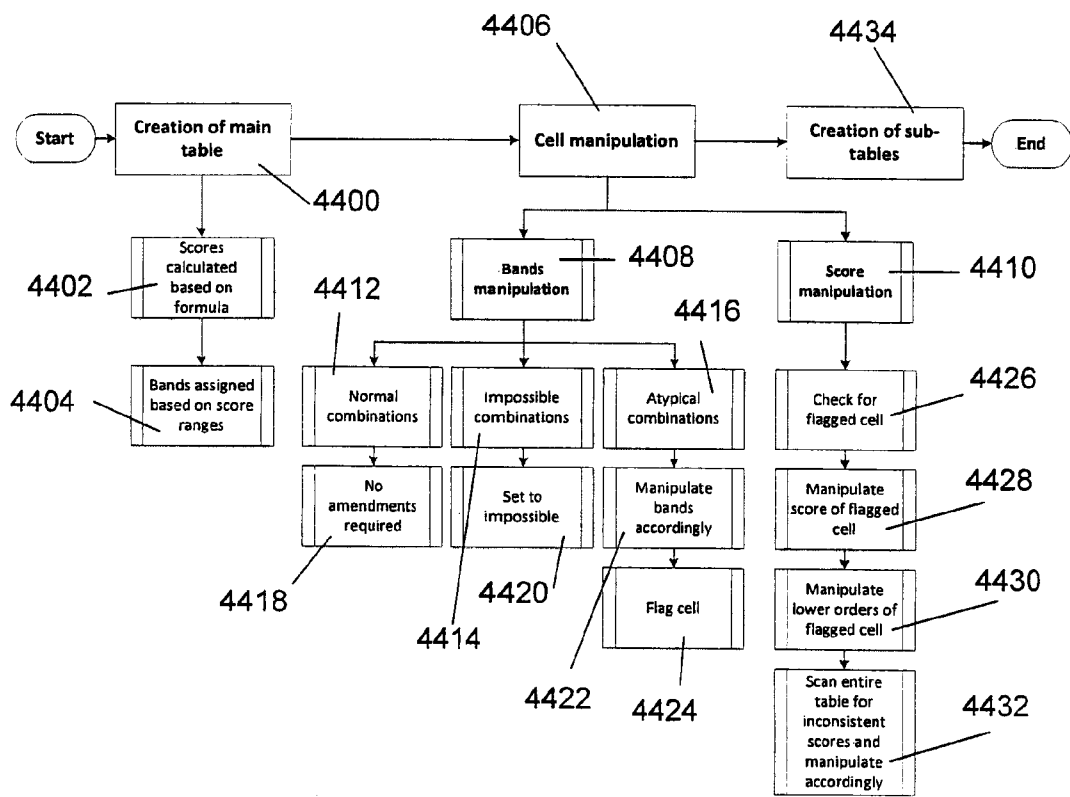 4406
4434
Start
Creation of main
table
Cell manipulation
Creation of sub-
tables
End
4400
4402
Scores
calculated
based on
formula
4412
Bands
manipulation
4408
4416
Score
manipulation
4410
4404
Bands assigned
based on score
ranges
Normal
combinations
Impossible
combinations
Atypical
combinations
Check for
flagged cell
4426
No
amendments
required
Set to
impossible
Manipulate
bands
accordingly
Manipulate
score of flagged
cell
4428
4418
4414
4420
Flag cell
Manipulate
lower orders of
flagged cell
4430
4422
4424
Scan entire
table for
inconsistent
scores and
manipulate
accordingly
4432